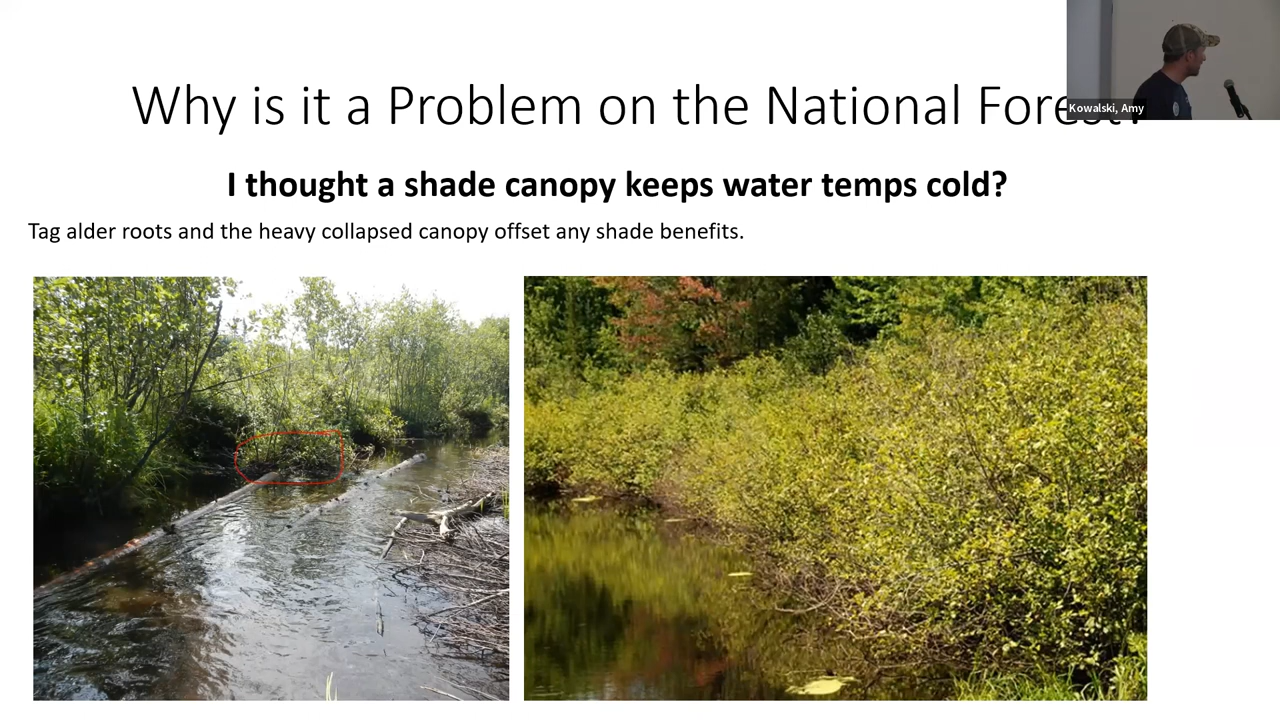 Why is it a Problem on the National Forest?
Kowalski, Amy
I thought a shade canopy keeps water temps cold?
Tag alder roots and the heavy collapsed canopy offset any shade benefits.